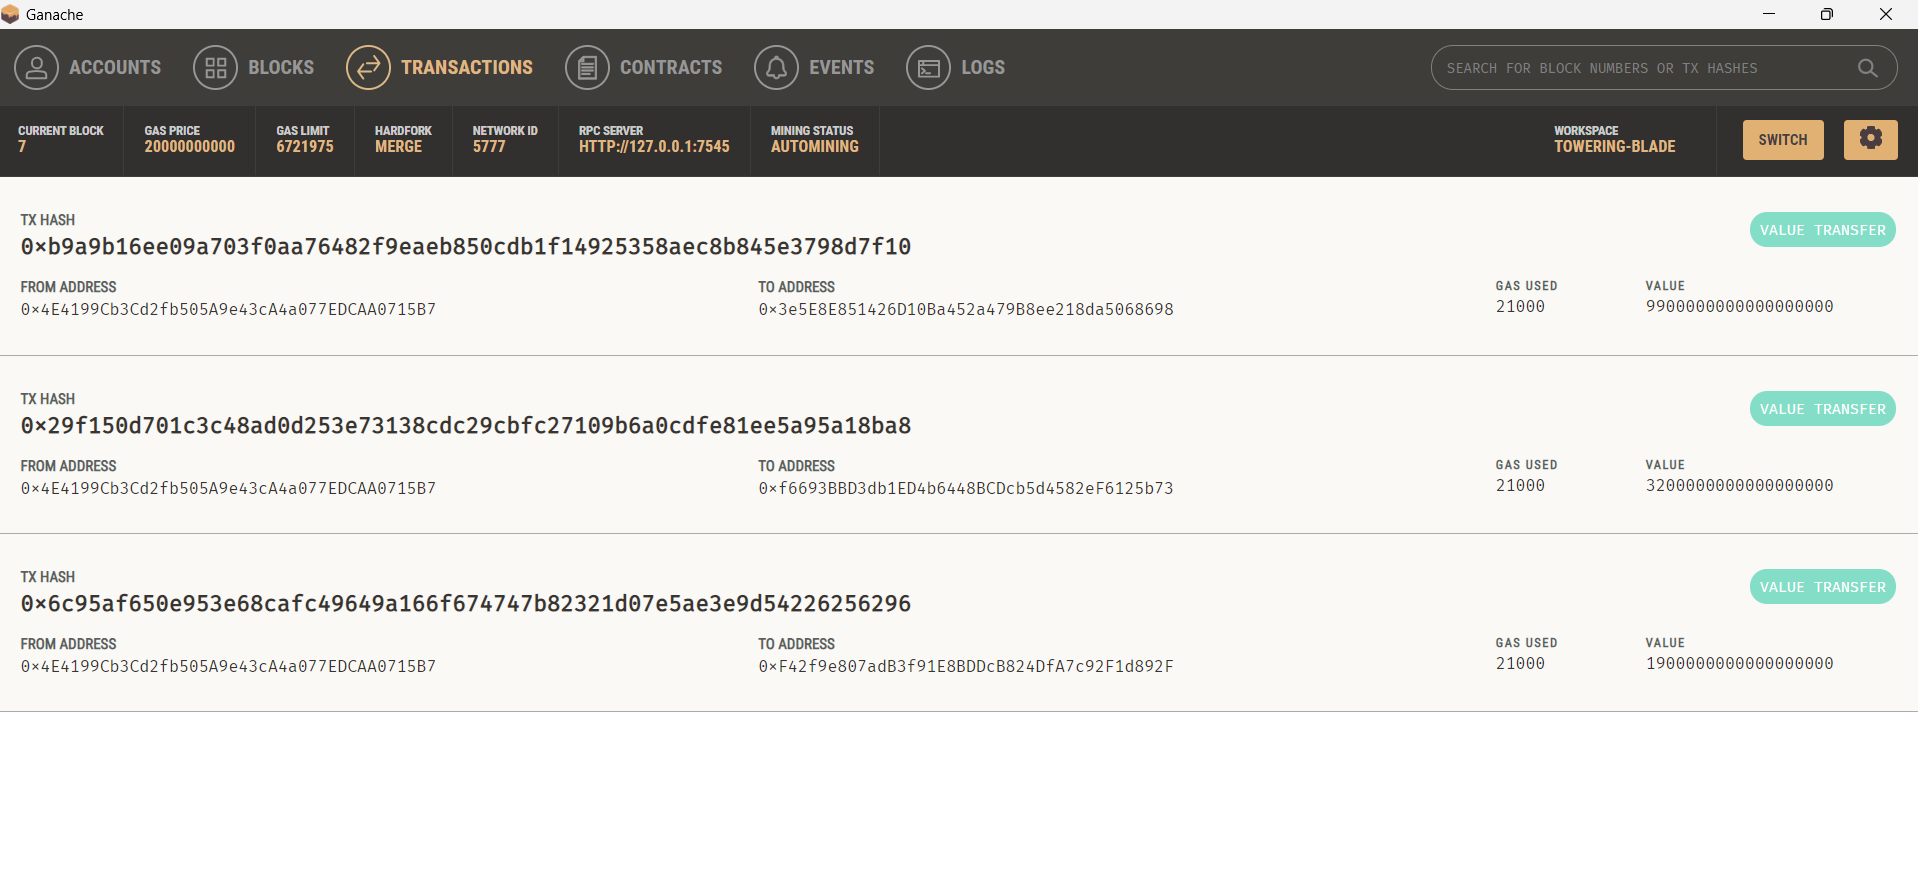 Ganache
ACCOUNTS BLOCKS TRANSACTIONS CONTRACTS EVENTS LOGS SEARCH FOR BLOCK NUMBERS OR TX HASHES
CURRENT BLOCK GAS PRICE GAS LIMIT HARDFORK NETWORK ID RPC SERVER MINING STATUS WORKSPACE
7 20000000000 6721975 MERGE 5777 HTTP://127.0.0.1:7545 AUTOMINING TOWERING-BLADE SWITCH
TX HASH
0×b9a9b16ee09a703f0aa76482f9eaeb850cdb1f14925358aec8b845e3798d7f10 VALUE TRANSFER
FROM ADDRESS TO ADDRESS GAS USED VALUE
0×4E4199Cb3Cd2fb505A9e43cA4a077EDCAA0715B7 0×3e5E8E851426D10Ba452a479B8ee218da5068698 21000 9900000000000000000
TX HASH
0×29f150d701c3c48ad0d253e73138cdc29cbfc27109b6a0cdfe81ee5a95a18ba8 VALUE TRANSFER
FROM ADDRESS TO ADDRESS GAS USED VALUE
0×4E4199Cb3Cd2fb505A9e43cA4a077EDCAA0715B7 0×f6693BBD3db1ED4b6448BCDcb5d4582eF6125b73 21000 3200000000000000000
TX HASH
0×6c95af650e953e68cafc49649a166f674747b82321d07e5ae3e9d54226256296 VALUE TRANSFER
FROM ADDRESS TO ADDRESS GAS USED VALUE
0×4E4199Cb3Cd2fb505A9e43cA4a077EDCAA0715B7 0×F42f9e807adB3f91E8BDDcB824DfA7c92F1d892F 21000 1900000000000000000